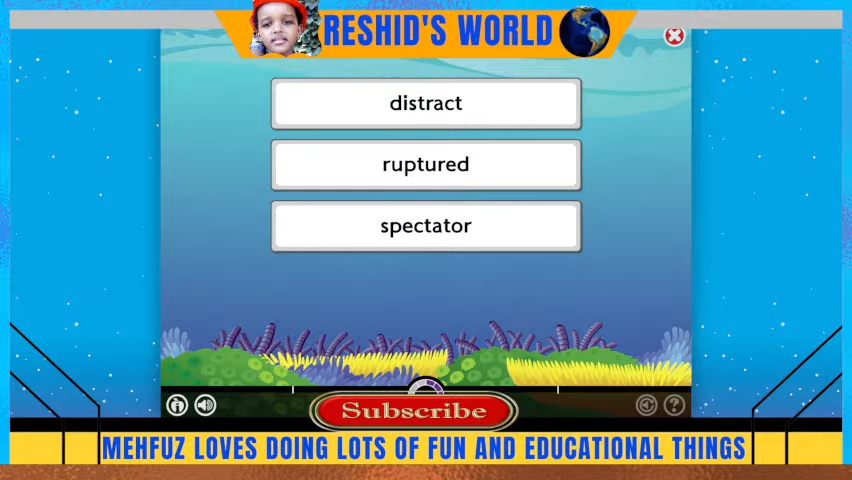 RESHID'S WORLD
distract
ruptured
spectator
Subscribe
MEHFUZ LOVES DOING LOTS OF FUN AND EDUCATIONAL THINGS